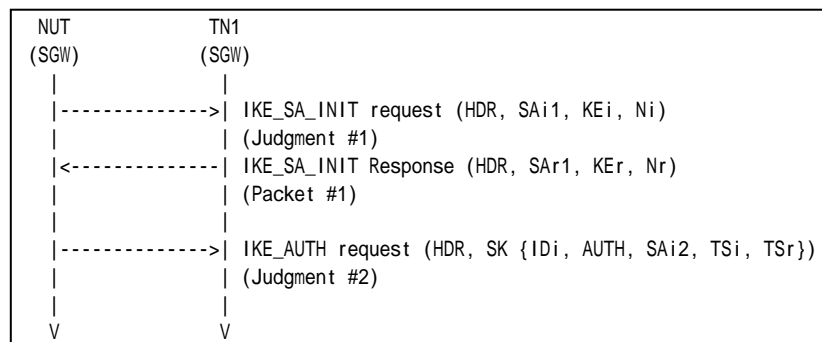 NUT TN1
(SGW) (SGW)
| |
|-------------->| IKE_SA_INIT request (HDR, SAi1, KEi, Ni)
| | (Judgment #1)
|<--------------| IKE_SA_INIT Response (HDR, SAr1, KEr, Nr)
| | (Packet #1)
| |
|-------------->| IKE_AUTH request (HDR, SK {IDi, AUTH, SAi2, TSi, TSr})
| | (Judgment #2)
| |
V V